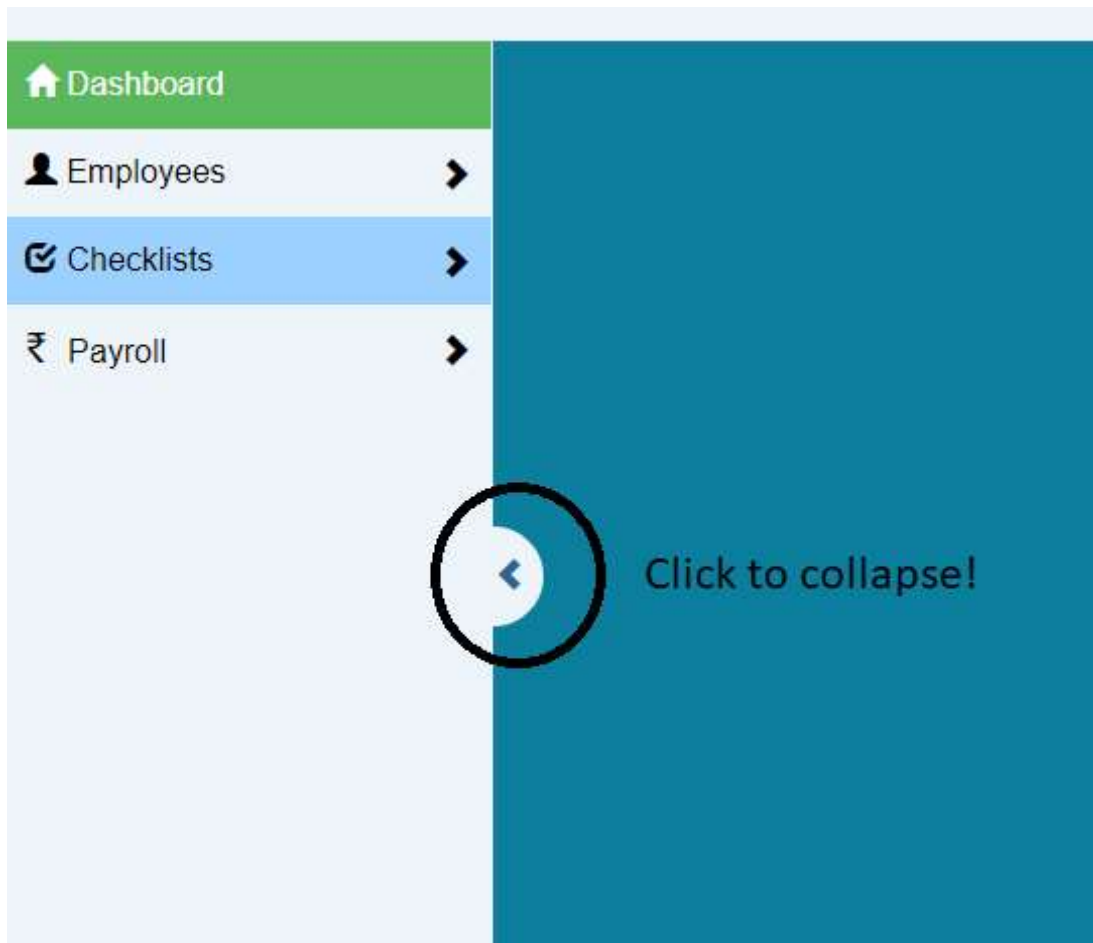 Dashboard
Employees
Checklists
₹ Payroll
Click to collapse!